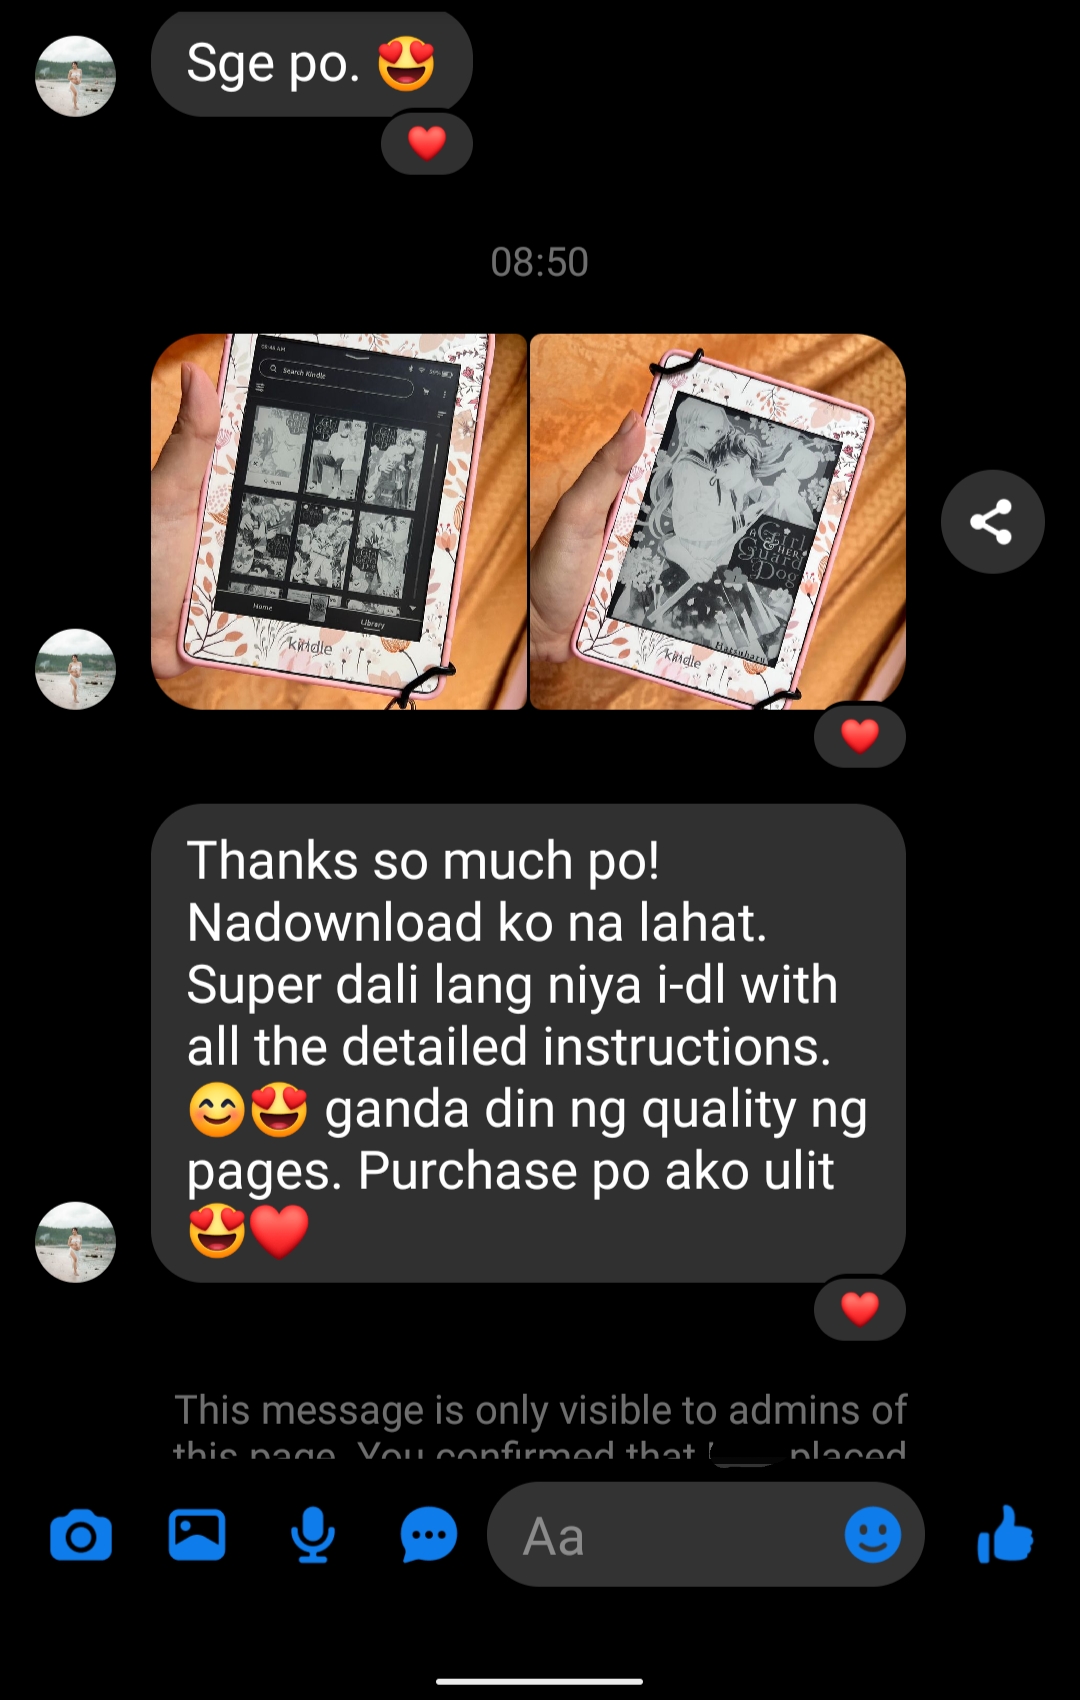 Sge po. 😍
❤️
08:50
Search Kindle
Home
Library
kindle
A Girl
& HER
Guard
Dog
Matsuharu
kindle
❤️
Thanks so much po!
Nadownload ko na lahat.
Super dali lang niya i-dl with
all the detailed instructions.
😊😍 ganda din ng quality ng
pages. Purchase po ako ulit
😍❤️
❤️
This message is only visible to admins of
this page. You confirmed that placed
Aa